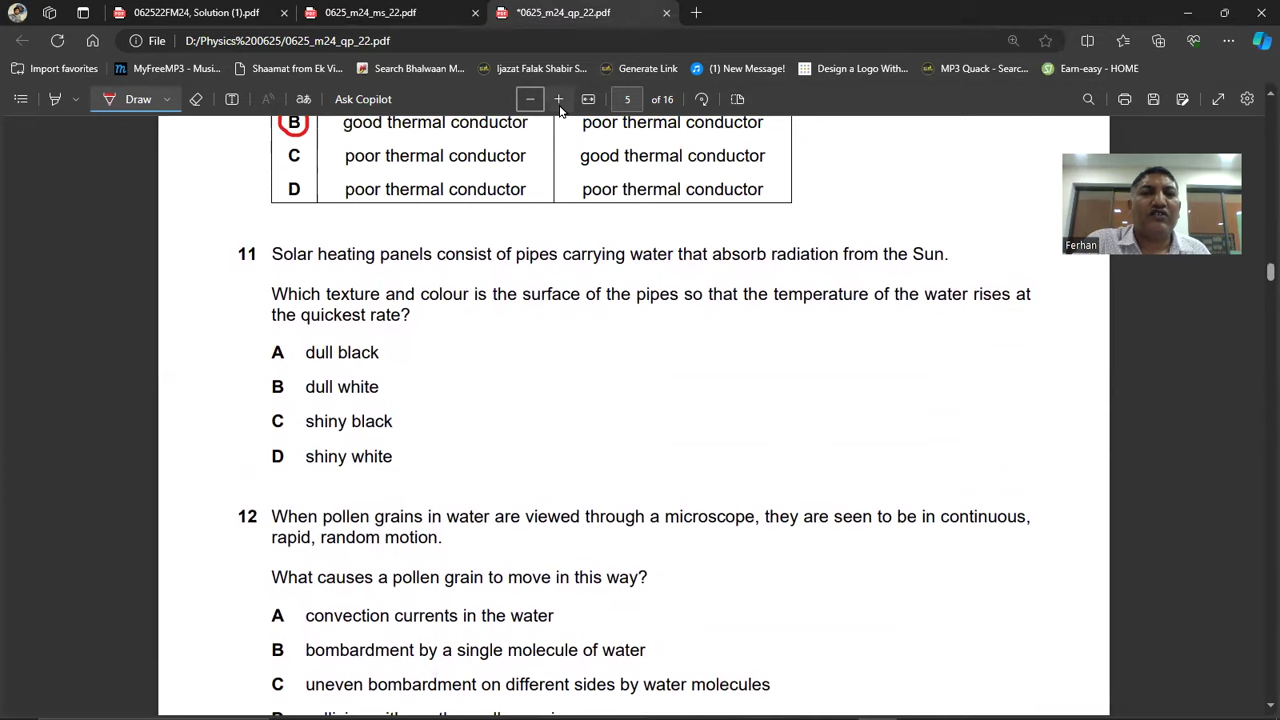 062522FM24, Solution (1).pdf
0625_m24_ms_22.pdf
*0625_m24_qp_22.pdf
File
D:/Physics%200625/0625_m24_qp_22.pdf
Import favorites
MyFreeMP3 - Musi...
Shaamat from Ek Vi...
Search Bhalwaan M...
Ijazat Falak Shabir S...
Generate Link
(1) New Message!
Design a Logo With...
MP3 Quack - Searc...
Earn-easy - HOME
Draw
Ask Copilot
5 of 16
B good thermal conductor poor thermal conductor
C poor thermal conductor good thermal conductor
D poor thermal conductor poor thermal conductor
Ferhan
11 Solar heating panels consist of pipes carrying water that absorb radiation from the Sun.
Which texture and colour is the surface of the pipes so that the temperature of the water rises at
the quickest rate?
A dull black
B dull white
C shiny black
D shiny white
12 When pollen grains in water are viewed through a microscope, they are seen to be in continuous,
rapid, random motion.
What causes a pollen grain to move in this way?
A convection currents in the water
B bombardment by a single molecule of water
C uneven bombardment on different sides by water molecules